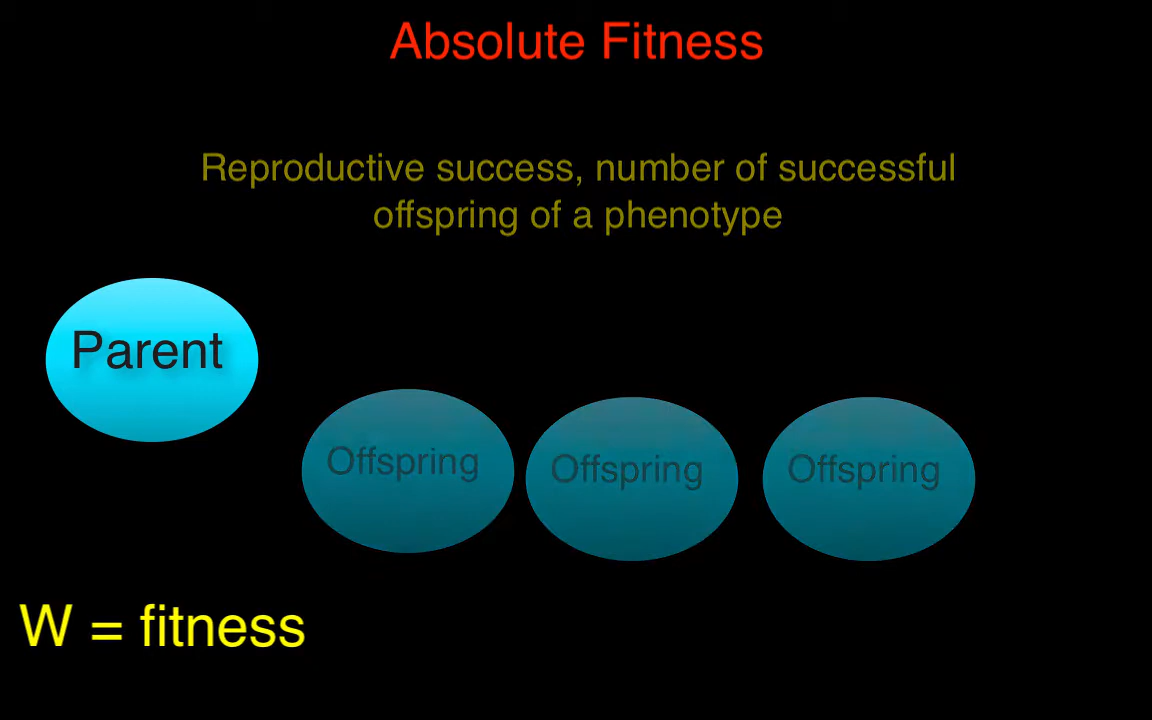 Absolute Fitness
Reproductive success, number of successful
offspring of a phenotype
Parent
Offspring
Offspring
Offspring
W = fitness